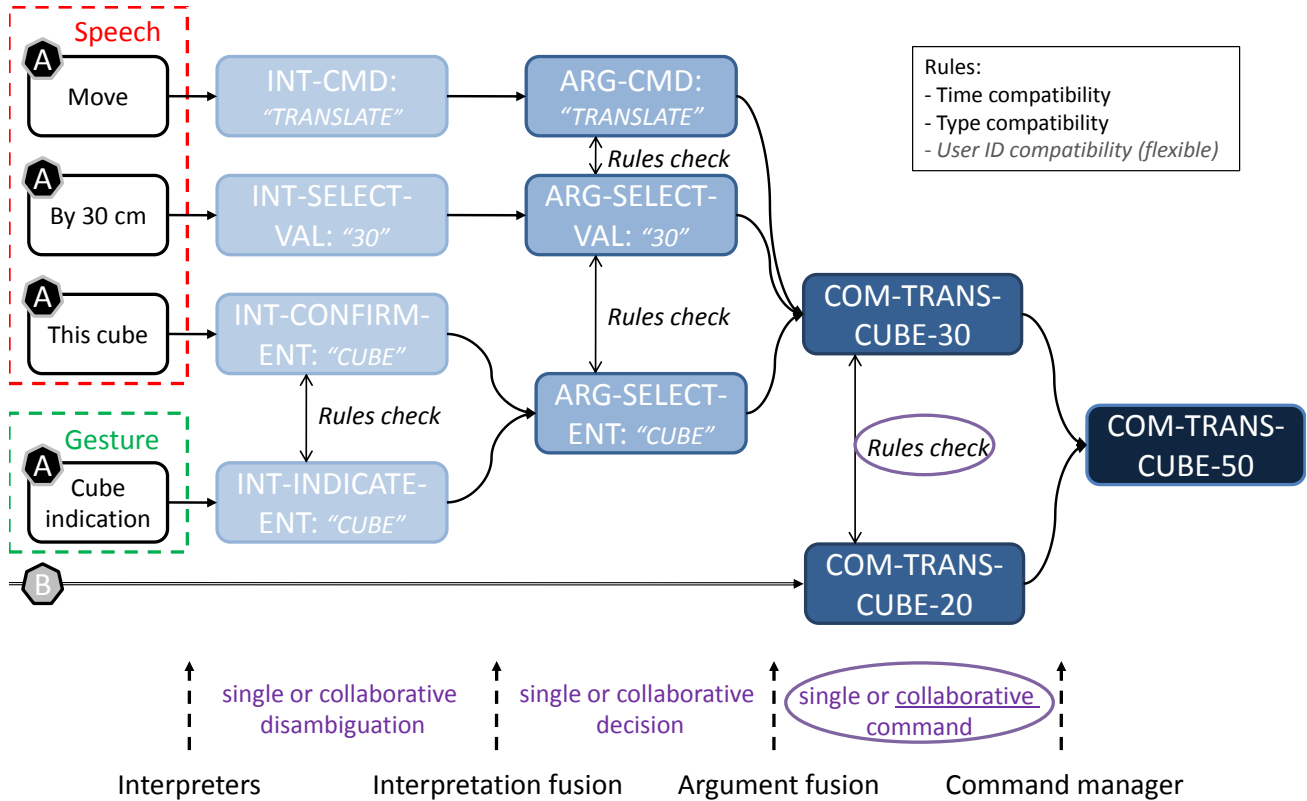 Speech
A
Move
INT-CMD:
"TRANSLATE"
ARG-CMD:
"TRANSLATE"
Rules:
- Time compatibility
- Type compatibility
- User ID compatibility (flexible)
Rules check
A
By 30 cm
INT-SELECT-
VAL: "30"
ARG-SELECT-
VAL: "30"
A
This cube
INT-CONFIRM-
ENT: "CUBE"
Rules check
COM-TRANS-
CUBE-30
Rules check
ARG-SELECT-
ENT: "CUBE"
Gesture
A
Cube
indication
INT-INDICATE-
ENT: "CUBE"
Rules check
COM-TRANS-
CUBE-50
B
COM-TRANS-
CUBE-20
single or collaborative
disambiguation
single or collaborative
decision
single or collaborative
command
Interpreters
Interpretation fusion
Argument fusion
Command manager